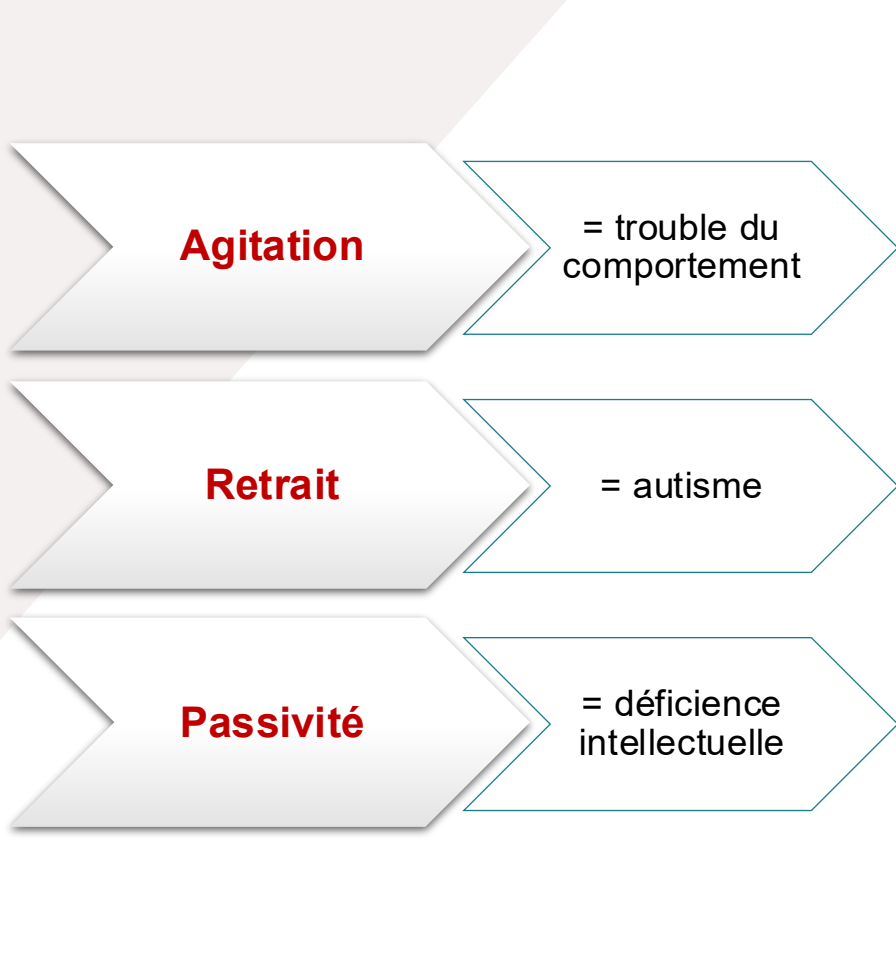 Agitation
= trouble du
comportement
Retrait
= autisme
Passivité
= déficience
intellectuelle